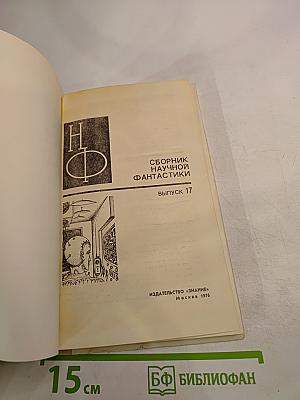 НФ
СБОРНИК
НАУЧНОЙ
ФАНТАСТИКИ
ВЫПУСК 17
ИЗДАТЕЛЬСТВО «ЗНАНИЕ»
Москва 1976
15 см
БФ БИБЛИОФАН